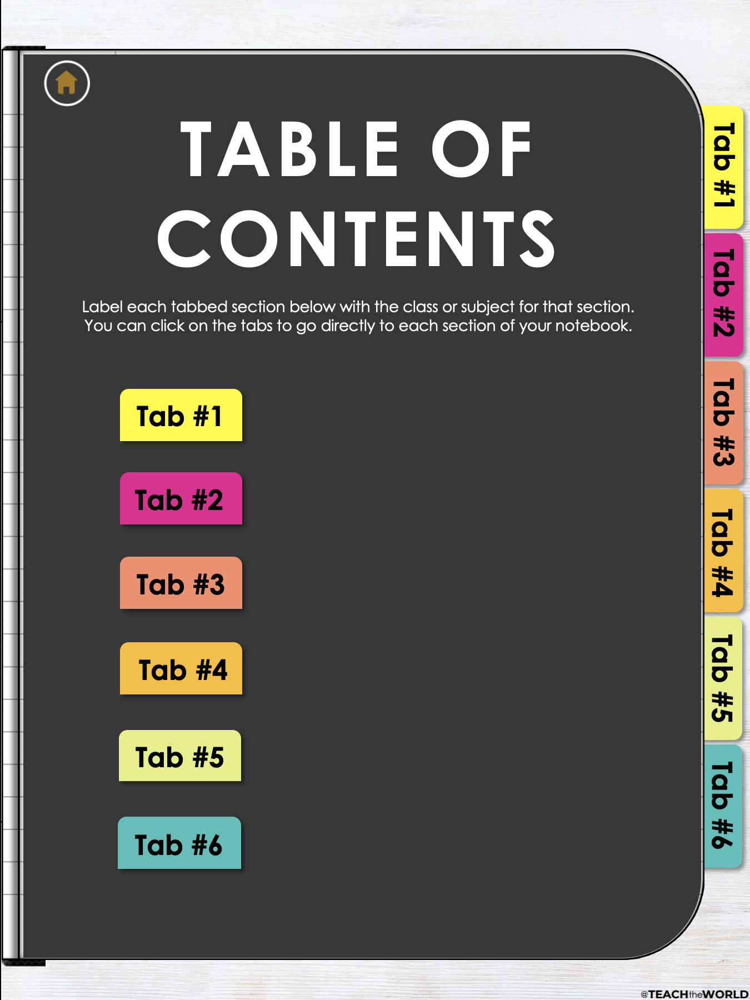 TABLE OF
CONTENTS
Label each tabbed section below with the class or subject for that section.
You can click on the tabs to go directly to each section of your notebook.
Tab #1
Tab #2
Tab #3
Tab #4
Tab #5
Tab #6
Tab #1
Tab #2
Tab #3
Tab #4
Tab #5
Tab #6
@TEACHtheWORLD